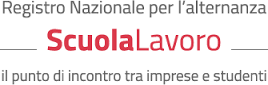 Registro Nazionale per l'alternanza
ScuolaLavoro
il punto di incontro tra imprese e studenti